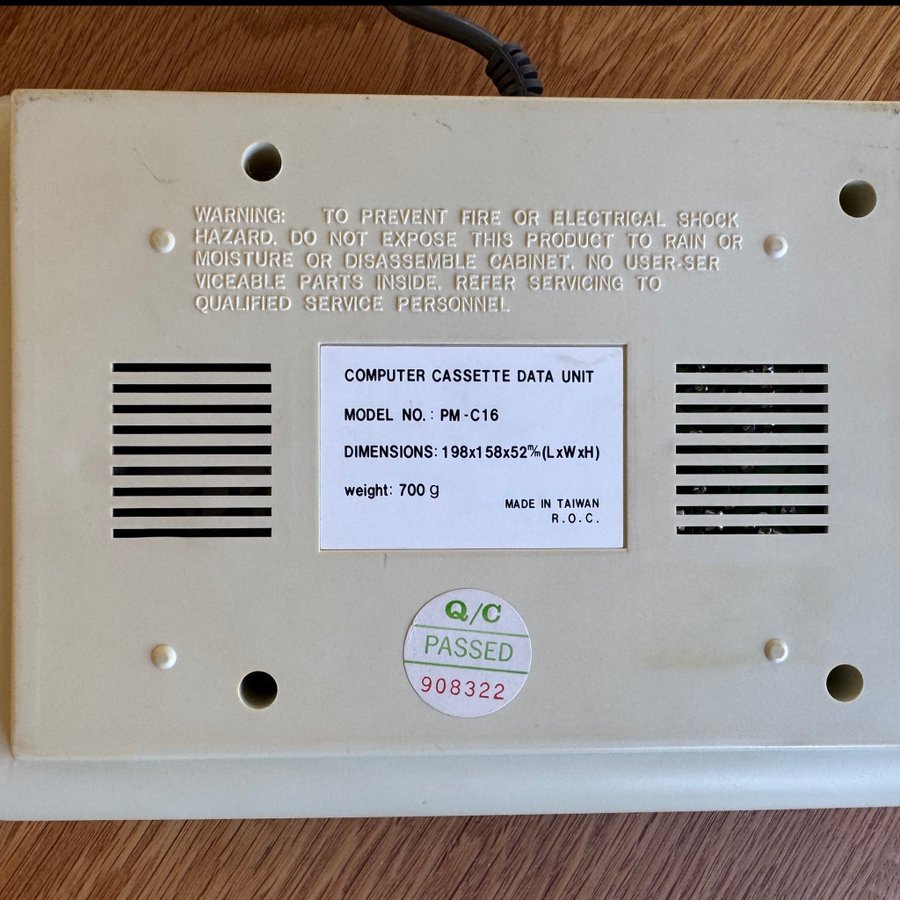 WARNING: TO PREVENT FIRE OR ELECTRICAL SHOCK
HAZARD. DO NOT EXPOSE THIS PRODUCT TO RAIN OR
MOISTURE OR DISASSEMBLE CABINET. NO USER-SER
VICEABLE PARTS INSIDE. REFER SERVICING TO
QUALIFIED SERVICE PERSONNEL
COMPUTER CASSETTE DATA UNIT
MODEL NO.: PM-C16
DIMENSIONS: 198x158x52m/m(LxWxH)
weight: 700 g
MADE IN TAIWAN
R.O.C.
Q/C
PASSED
908322